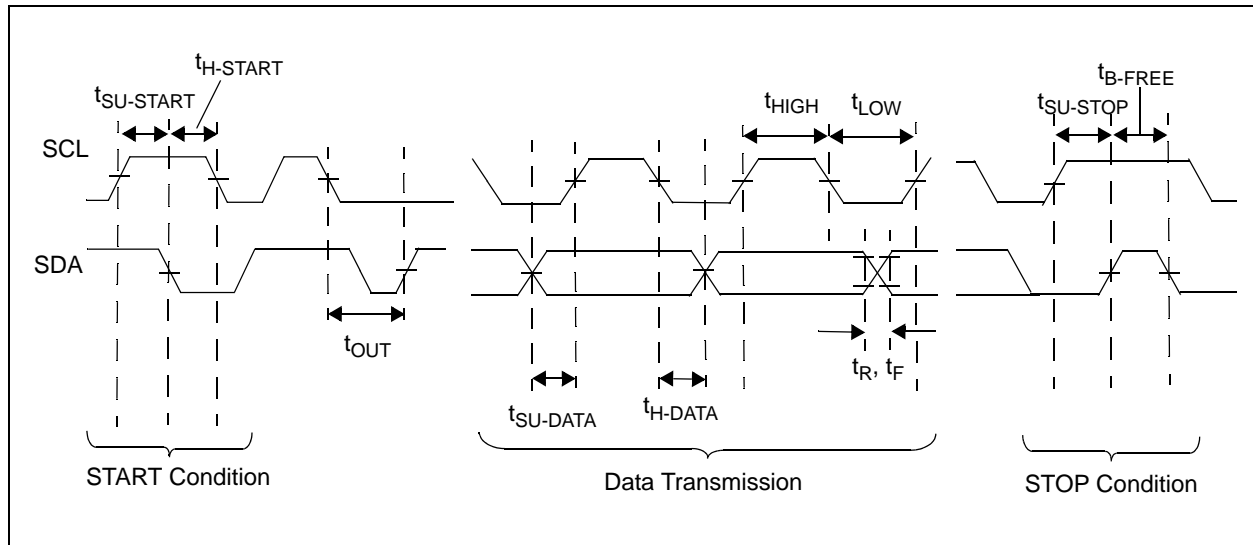 tH-START
tSU-START
SCL
SDA
tOUT
START Condition
tHIGH
tLOW
tSU-DATA
tH-DATA
tR, tF
Data Transmission
tB-FREE
tSU-STOP
STOP Condition